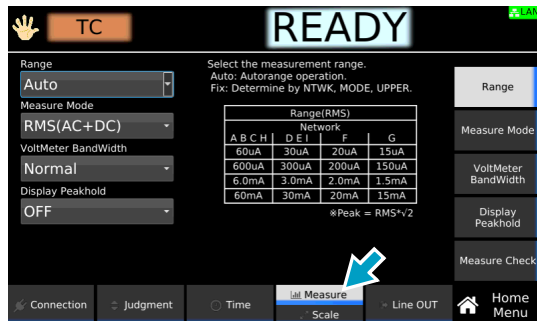 TC
READY
LAN
Range
Auto
Measure Mode
RMS(AC+DC)
VoltMeter BandWidth
Normal
Display Peakhold
OFF
Select the measurement range.
Auto: Autorange operation.
Fix: Determine by NTWK, MODE, UPPER.
Range(RMS)
Network
A B C H D E I F G
60uA 30uA 20uA 15uA
600uA 300uA 200uA 150uA
6.0mA 3.0mA 2.0mA 1.5mA
60mA 30mA 20mA 15mA
※Peak = RMS*√2
Range
Measure Mode
VoltMeter
BandWidth
Display
Peakhold
Measure Check
Connection
Judgment
Time
Measure
Scale
Line OUT
Home
Menu